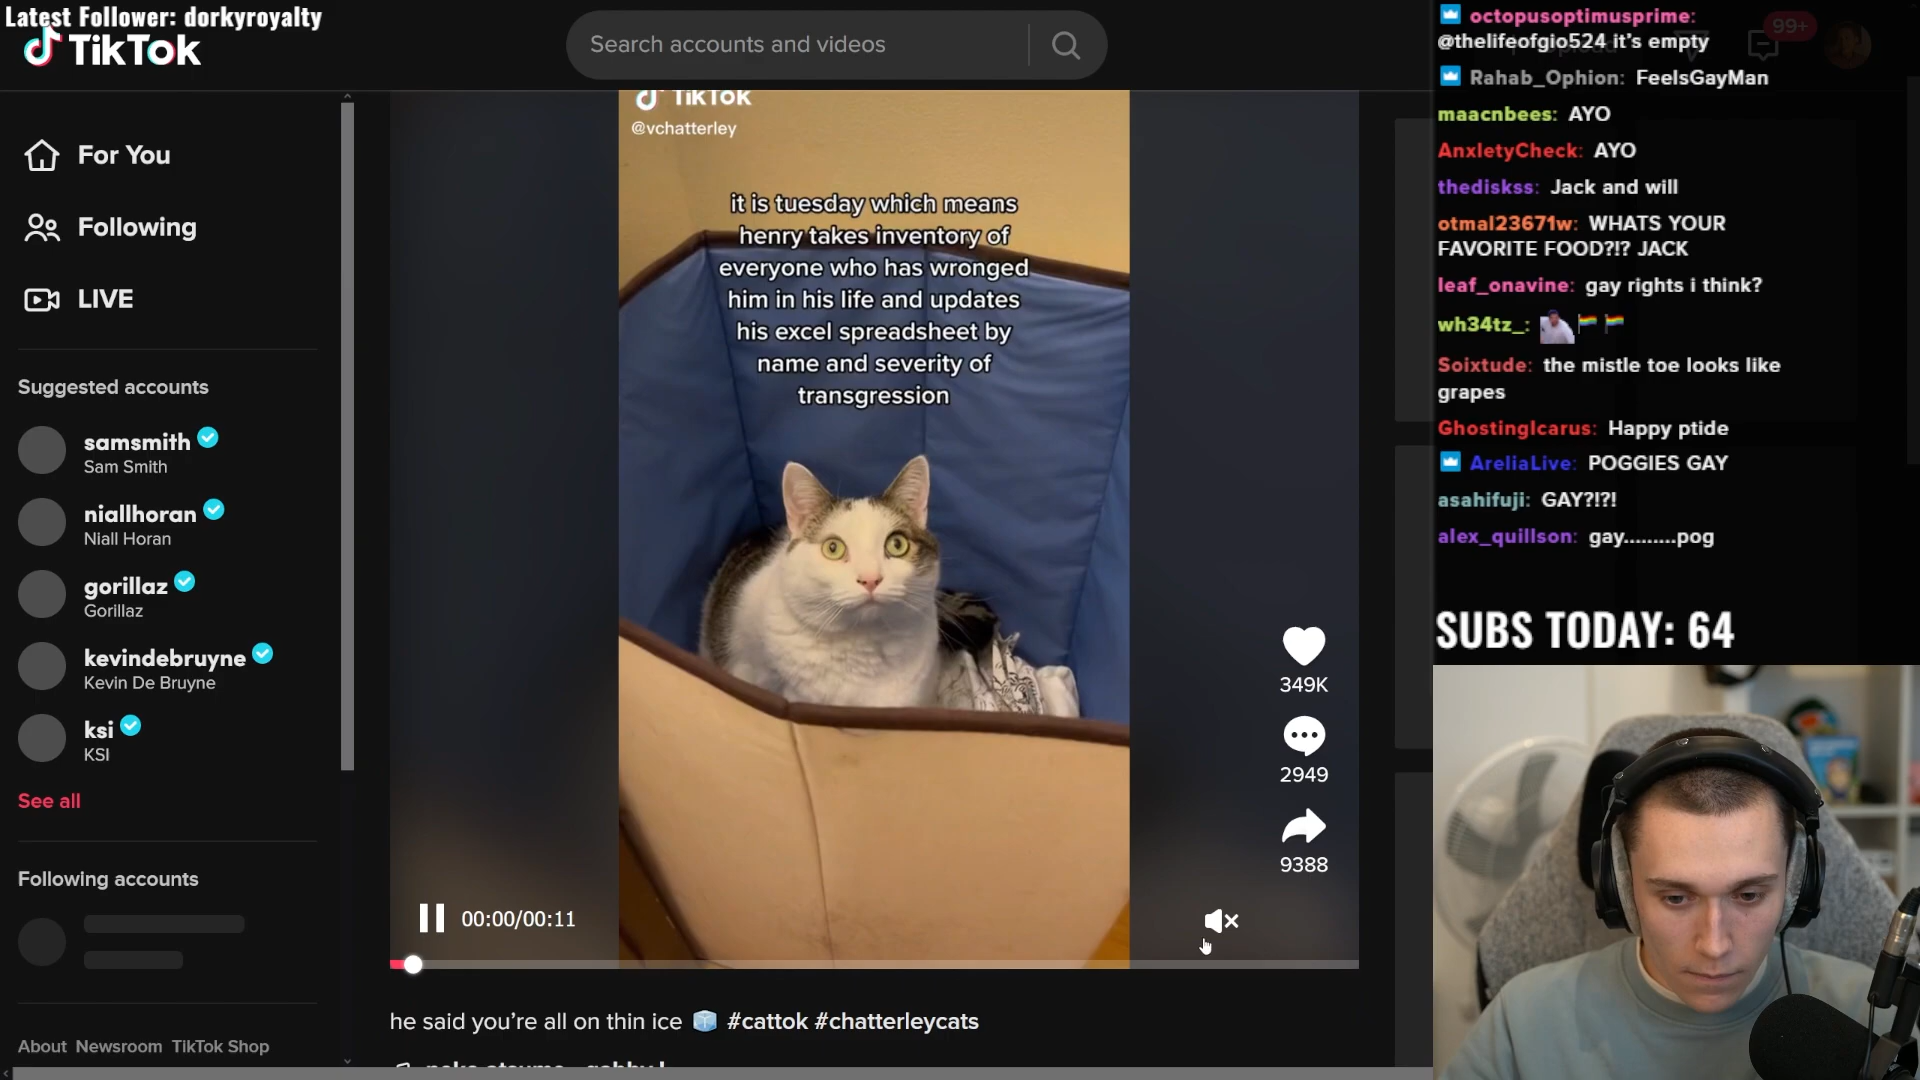 Latest Follower: dorkyroyalty
TikTok
Search accounts and videos
99+
For You
Following
LIVE
Suggested accounts
samsmith
Sam Smith
niallhoran
Niall Horan
gorillaz
Gorillaz
kevindebruyne
Kevin De Bruyne
ksi
KSI
See all
Following accounts
About Newsroom TikTok Shop
TikTok
@vchatterley
it is tuesday which means
henry takes inventory of
everyone who has wronged
him in his life and updates
his excel spreadsheet by
name and severity of
transgression
349K
2949
9388
00:00/00:11
he said you’re all on thin ice 🧊 #cattok #chatterleycats
octopusoptimusprime:
@thelifeofgio524 it's empty
Rahab_Ophion: FeelsGayMan
maacnbees: AYO
AnxletyCheck: AYO
thediskss: Jack and will
otmal23671w: WHATS YOUR
FAVORITE FOOD?!? JACK
leaf_onavine: gay rights i think?
wh34tz_:
Soixtude: the mistle toe looks like
grapes
GhostingIcarus: Happy ptide
AreliaLive: POGGIES GAY
asahifuji: GAY?!?!
alex_quillson: gay.........pog
SUBS TODAY: 64